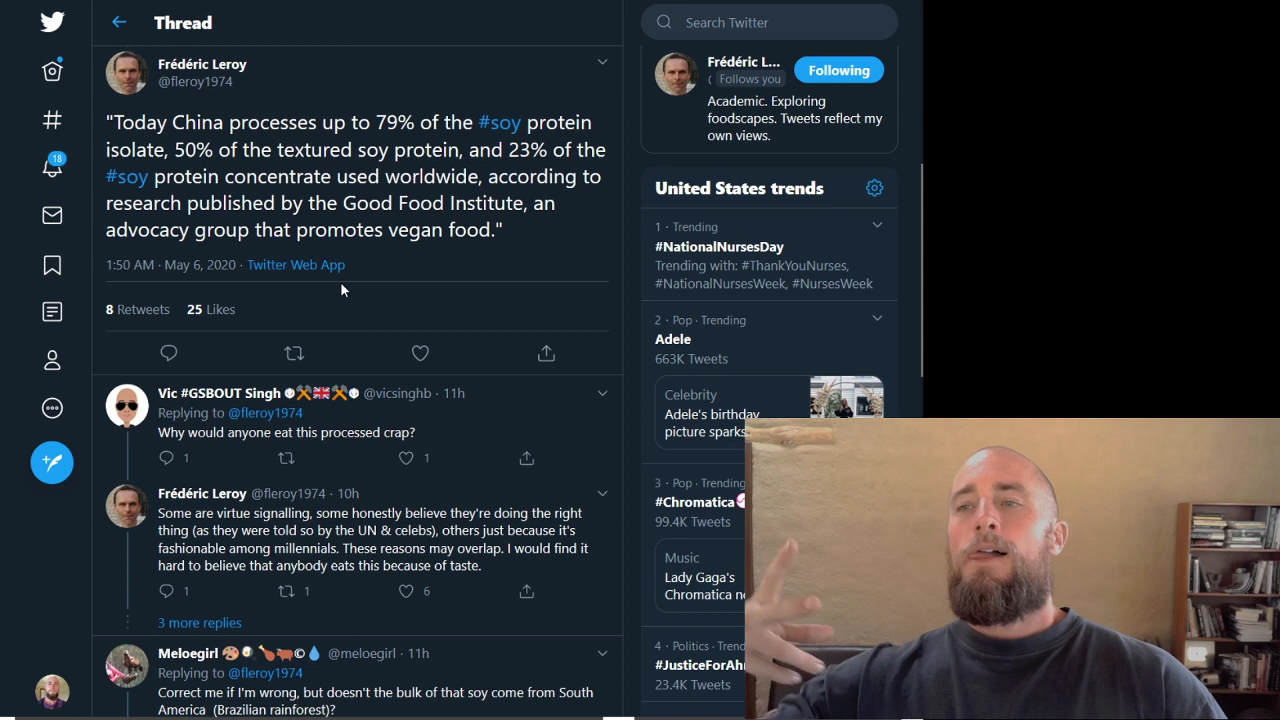 Thread
Frédéric Leroy
@fleroy1974
"Today China processes up to 79% of the #soy protein
isolate, 50% of the textured soy protein, and 23% of the
#soy protein concentrate used worldwide, according to
research published by the Good Food Institute, an
advocacy group that promotes vegan food."
1:50 AM · May 6, 2020 · Twitter Web App
8 Retweets 25 Likes
18
Vic #GSBOUT Singh @vicsinghb · 11h
Replying to @fleroy1974
Why would anyone eat this processed crap?
1 1
Frédéric Leroy @fleroy1974 · 10h
Some are virtue signalling, some honestly believe they're doing the right
thing (as they were told so by the UN & celebs), others just because it's
fashionable among millennials. These reasons may overlap. I would find it
hard to believe that anybody eats this because of taste.
1 1 6
3 more replies
Meloegirl © @meloegirl · 11h
Replying to @fleroy1974
Correct me if I'm wrong, but doesn't the bulk of that soy come from South
America (Brazilian rainforest)?
Search Twitter
Frédéric L...
( Follows you
Following
Academic. Exploring
foodscapes. Tweets reflect my
own views.
United States trends
1 · Trending
#NationalNursesDay
Trending with: #ThankYouNurses,
#NationalNursesWeek, #NursesWeek
2 · Pop · Trending
Adele
663K Tweets
Celebrity
Adele's birthday
picture sparks
3 · Pop · Trending
#Chromatica
99.4K Tweets
Music
Lady Gaga's
Chromatica
4 · Politics · Trend
#JusticeForAh
23.4K Tweets